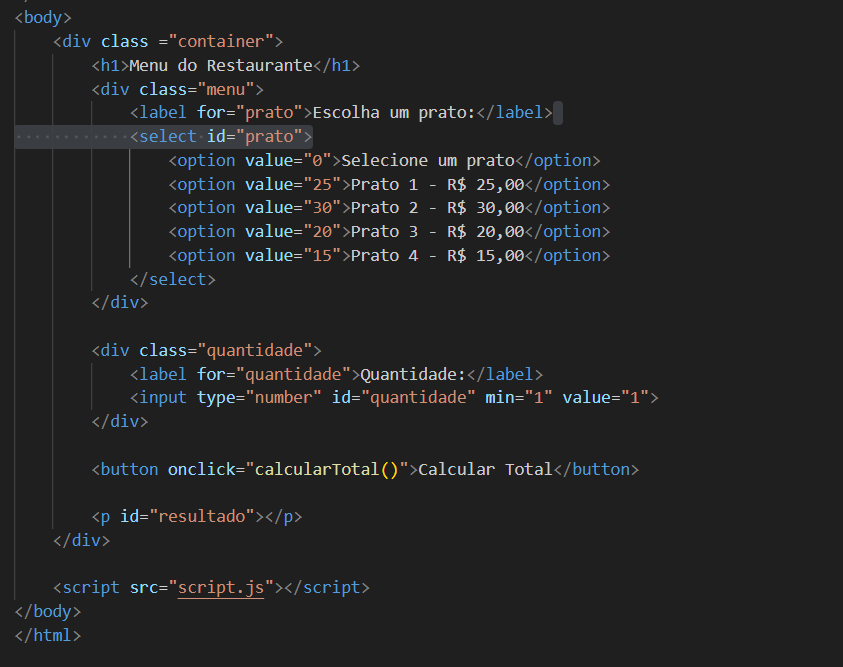 <body>
    <div class ="container">
        <h1>Menu do Restaurante</h1>
        <div class="menu">
            <label for="prato">Escolha um prato:</label>
            <select id="prato">
                <option value="0">Selecione um prato</option>
                <option value="25">Prato 1 - R$ 25,00</option>
                <option value="30">Prato 2 - R$ 30,00</option>
                <option value="20">Prato 3 - R$ 20,00</option>
                <option value="15">Prato 4 - R$ 15,00</option>
            </select>
        </div>

        <div class="quantidade">
            <label for="quantidade">Quantidade:</label>
            <input type="number" id="quantidade" min="1" value="1">
        </div>

        <button onclick="calcularTotal()">Calcular Total</button>

        <p id="resultado"></p>
    </div>

    <script src="script.js"></script>
</body>
</html>